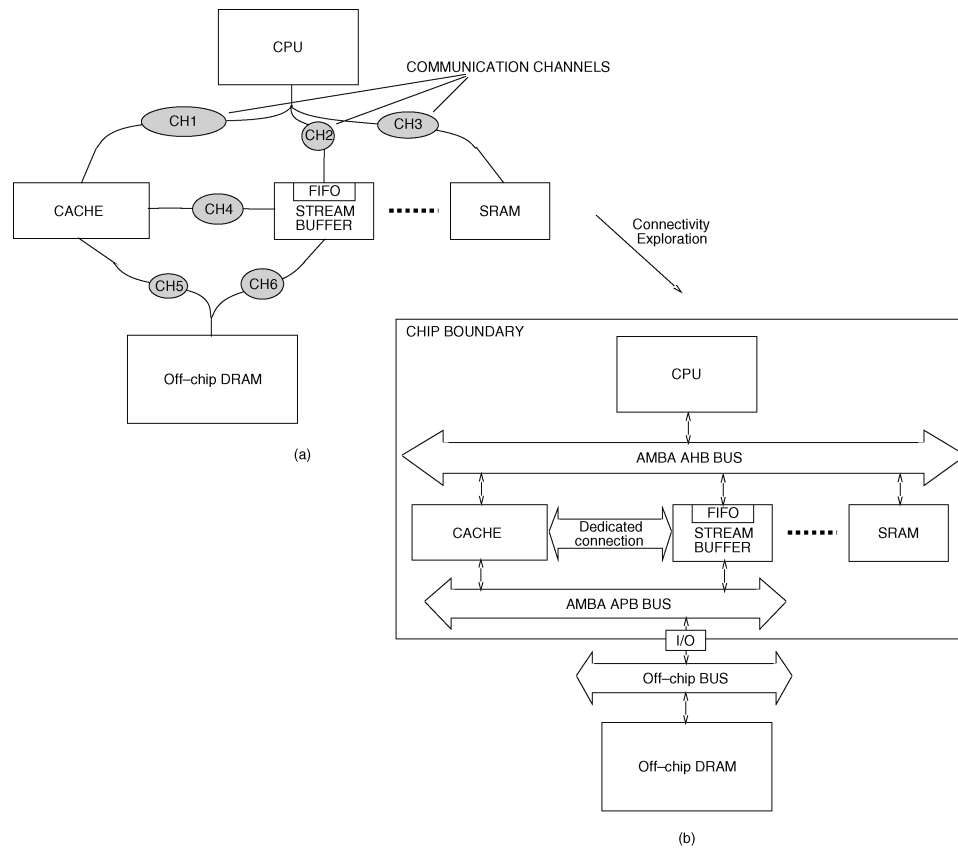 CPU
COMMUNICATION CHANNELS
CH1
CH2
CH3
FIFO
CACHE
CH4
STREAM
BUFFER
SRAM
Connectivity
Exploration
CH5
CH6
Off–chip DRAM
(a)
CHIP BOUNDARY
CPU
AMBA AHB BUS
FIFO
CACHE
Dedicated
connection
STREAM
BUFFER
SRAM
AMBA APB BUS
I/O
Off–chip BUS
Off–chip DRAM
(b)